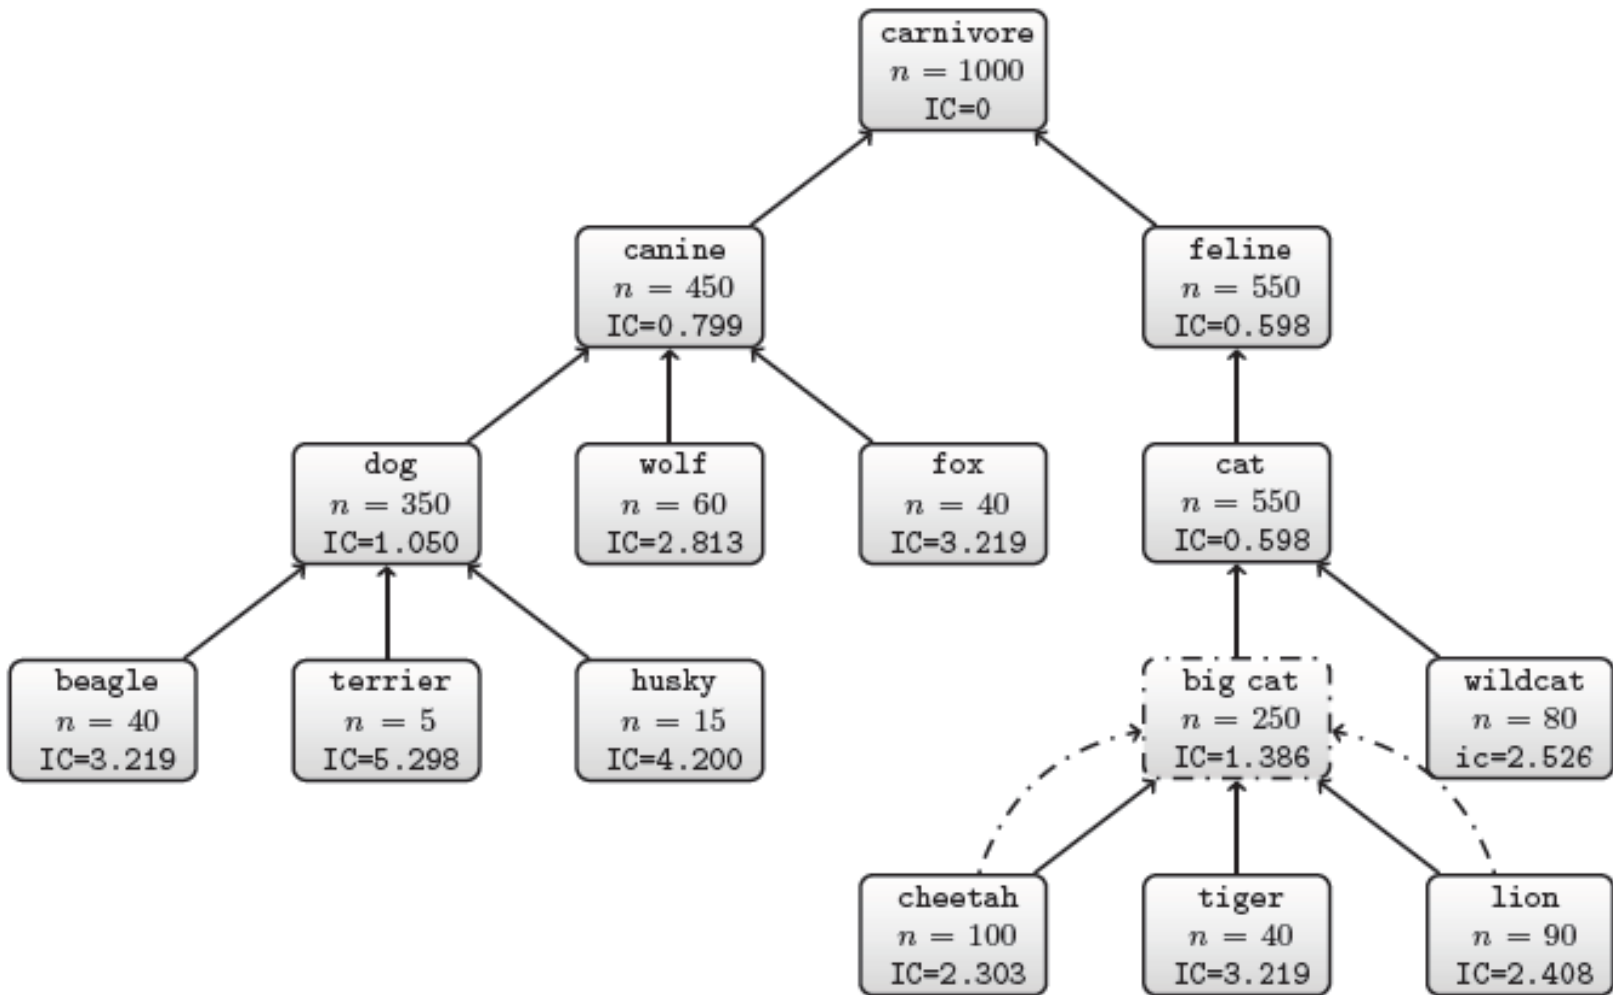 carnivore
n = 1000
IC=0
canine
n = 450
IC=0.799
feline
n = 550
IC=0.598
dog
n = 350
IC=1.050
wolf
n = 60
IC=2.813
fox
n = 40
IC=3.219
cat
n = 550
IC=0.598
beagle
n = 40
IC=3.219
terrier
n = 5
IC=5.298
husky
n = 15
IC=4.200
big cat
n = 250
IC=1.386
wildcat
n = 80
ic=2.526
cheetah
n = 100
IC=2.303
tiger
n = 40
IC=3.219
lion
n = 90
IC=2.408